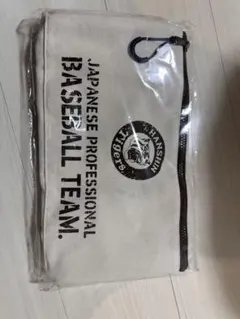 JAPANESE PROFESSIONAL
BASEBALL TEAM.
HANSHIN
Tigers